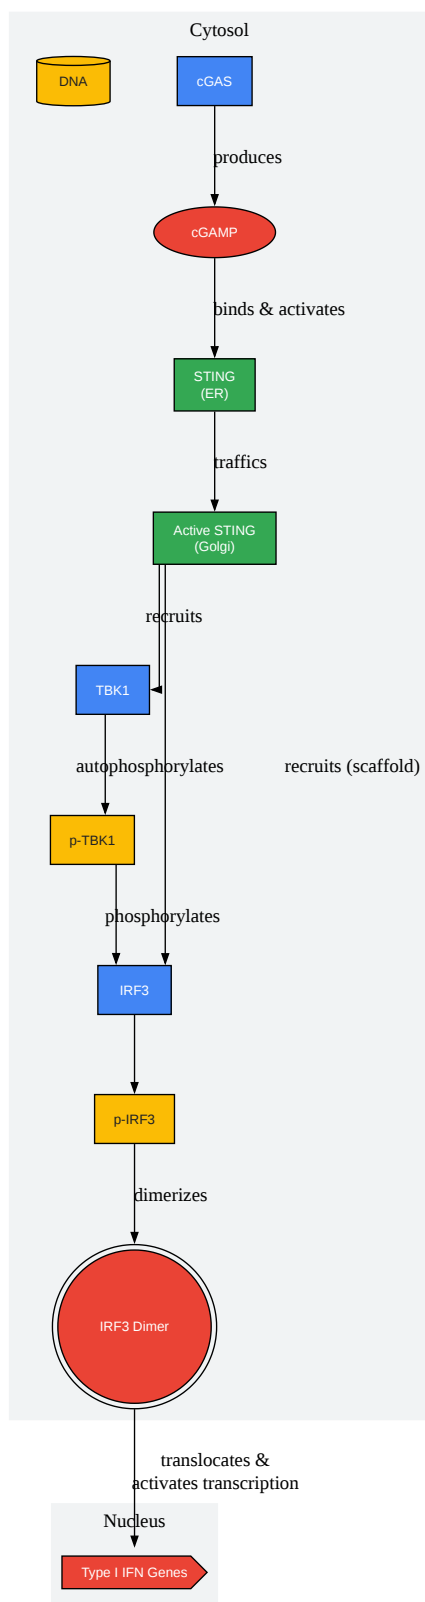 Cytosol
DNA
cGAS
produces
cGAMP
binds & activates
STING
(ER)
traffics
Active STING
(Golgi)
recruits
TBK1
autophosphorylates
recruits (scaffold)
p-TBK1
phosphorylates
IRF3
p-IRF3
dimerizes
IRF3 Dimer
translocates &
activates transcription
Nucleus
Type I IFN Genes